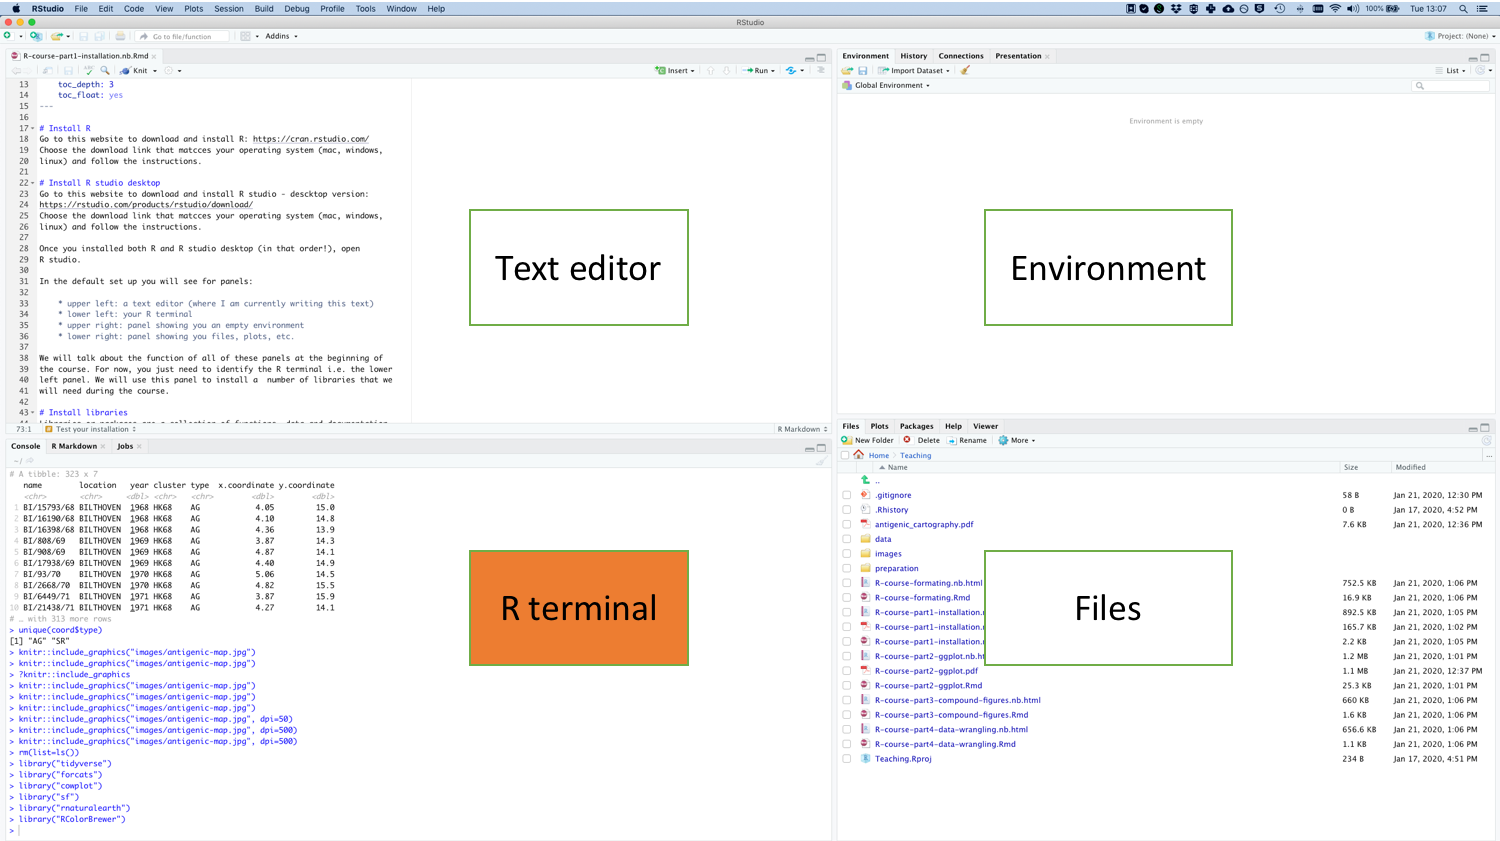 RStudio File Edit Code View Plots Session Build Debug Profile Tools Window Help
100% Tue 13:07
RStudio
Go to file/function Addins
Project: (None)
R-course-part1-installation.nb.Rmd
Knit Insert Run
13 toc_depth: 3
14 toc_float: yes
15 ---
16
17 # Install R
18 Go to this website to download and install R: https://cran.rstudio.com/
19 Choose the download link that matcces your operating system (mac, windows,
20 linux) and follow the instructions.
21
22 # Install R studio desktop
23 Go to this website to download and install R studio - descktop version:
24 https://rstudio.com/products/rstudio/download/
25 Choose the download link that matcces your operating system (mac, windows,
26 linux) and follow the instructions.
27
28 Once you installed both R and R studio desktop (in that order!), open
29 R studio.
30
31 In the default set up you will see for panels:
32
33 * upper left: a text editor (where I am currently writing this text)
34 * lower left: your R terminal
35 * upper right: panel showing you an empty environment
36 * lower right: panel showing you files, plots, etc.
37
38 We will talk about the function of all of these panels at the beginning of
39 the course. For now, you just need to identify the R terminal i.e. the lower
40 left panel. We will use this panel to install a  number of libraries that we
41 will need during the course.
42
43 # Install libraries
73:1 Test your installation R Markdown
Text editor
Environment History Connections Presentation
Import Dataset List
Global Environment
Environment is empty
Environment
Console R Markdown Jobs
~/
# A tibble: 323 x 7
name location year cluster type x.coordinate y.coordinate
<chr> <chr> <dbl> <chr> <chr> <dbl> <dbl>
1 BI/15793/68 BILTHOVEN 1968 HK68 AG 4.05 15.0
2 BI/16190/68 BILTHOVEN 1968 HK68 AG 4.10 14.8
3 BI/16398/68 BILTHOVEN 1968 HK68 AG 4.36 13.9
4 BI/808/69 BILTHOVEN 1969 HK68 AG 3.87 14.3
5 BI/908/69 BILTHOVEN 1969 HK68 AG 4.87 14.1
6 BI/17938/69 BILTHOVEN 1969 HK68 AG 4.40 14.9
7 BI/93/70 BILTHOVEN 1970 HK68 AG 5.06 14.5
8 BI/2668/70 BILTHOVEN 1970 HK68 AG 4.82 15.5
9 BI/6449/71 BILTHOVEN 1971 HK68 AG 3.87 15.9
10 BI/21438/71 BILTHOVEN 1971 HK68 AG 4.27 14.1
# … with 313 more rows
> unique(coord$type)
[1] "AG" "SR"
> knitr::include_graphics("images/antigenic-map.jpg")
> knitr::include_graphics("images/antigenic-map.jpg")
> ?knitr::include_graphics
> knitr::include_graphics("images/antigenic-map.jpg")
> knitr::include_graphics("images/antigenic-map.jpg")
> knitr::include_graphics("images/antigenic-map.jpg")
> knitr::include_graphics("images/antigenic-map.jpg", dpi=50)
> knitr::include_graphics("images/antigenic-map.jpg", dpi=500)
> knitr::include_graphics("images/antigenic-map.jpg", dpi=500)
> rm(list=ls())
> library("tidyverse")
> library("forcats")
> library("cowplot")
> library("sf")
> library("rnaturalearth")
> library("RColorBrewer")
>
R terminal
Files Plots Packages Help Viewer
New Folder Delete Rename More
Home Teaching ...
Name Size Modified
..
.gitignore 58 B Jan 21, 2020, 12:30 PM
.Rhistory 0 B Jan 17, 2020, 4:52 PM
antigenic_cartography.pdf 7.6 KB Jan 21, 2020, 12:36 PM
data
images
preparation
R-course-formating.nb.html 752.5 KB Jan 21, 2020, 1:06 PM
R-course-formating.Rmd 16.9 KB Jan 21, 2020, 1:06 PM
R-course-part1-installation. 892.5 KB Jan 21, 2020, 1:05 PM
R-course-part1-installation. 165.7 KB Jan 21, 2020, 1:02 PM
R-course-part1-installation. 2.2 KB Jan 21, 2020, 1:05 PM
R-course-part2-ggplot.nb.ht 1.2 MB Jan 21, 2020, 1:01 PM
R-course-part2-ggplot.pdf 1.1 MB Jan 21, 2020, 12:37 PM
R-course-part2-ggplot.Rmd 25.3 KB Jan 21, 2020, 1:01 PM
R-course-part3-compound-figures.nb.html 660 KB Jan 21, 2020, 1:06 PM
R-course-part3-compound-figures.Rmd 1.6 KB Jan 21, 2020, 1:06 PM
R-course-part4-data-wrangling.nb.html 656.6 KB Jan 21, 2020, 1:06 PM
R-course-part4-data-wrangling.Rmd 1.1 KB Jan 21, 2020, 1:06 PM
Teaching.Rproj 234 B Jan 17, 2020, 4:51 PM
Files